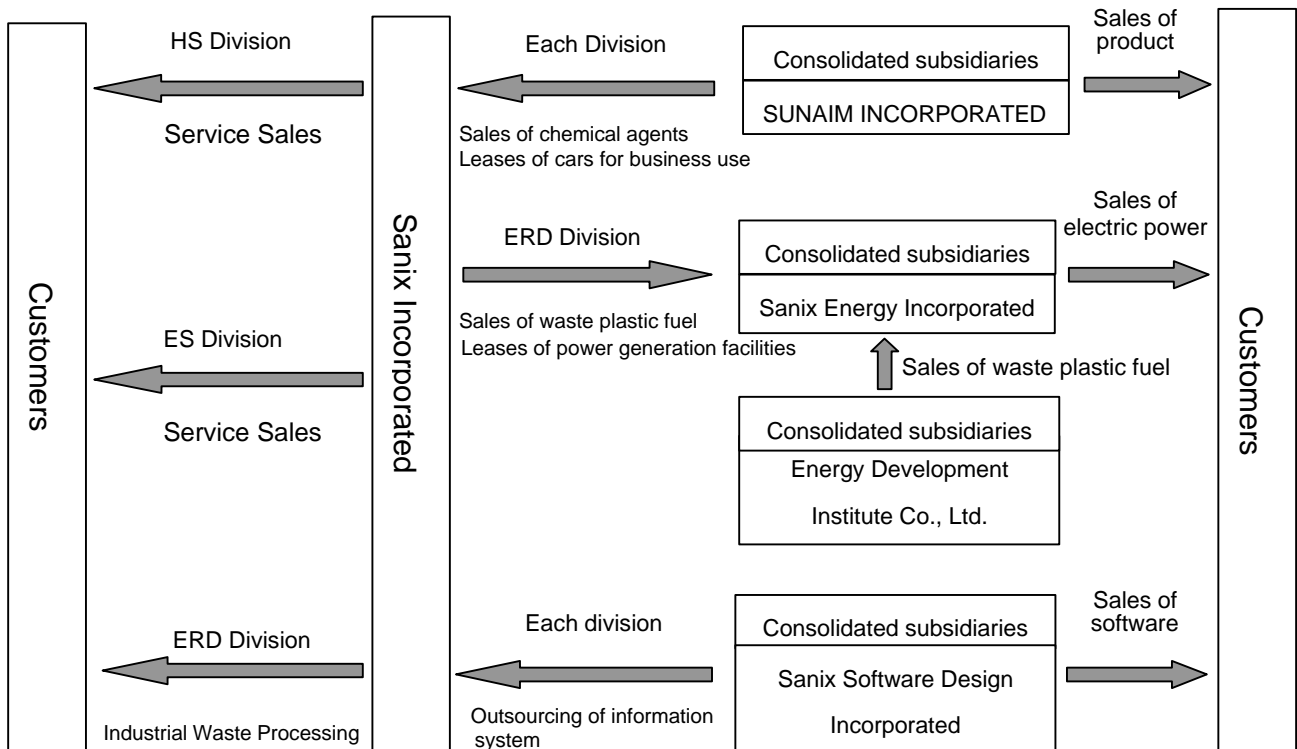 Customers
HS Division
Service Sales
ES Division
Service Sales
ERD Division
Industrial Waste Processing
Sanix Incorporated
Each Division
Sales of chemical agents
Leases of cars for business use
Consolidated subsidiaries
SUNAIM INCORPORATED
Sales of
product
ERD Division
Sales of waste plastic fuel
Leases of power generation facilities
Consolidated subsidiaries
Sanix Energy Incorporated
Sales of
electric power
Sales of waste plastic fuel
Consolidated subsidiaries
Energy Development
Institute Co., Ltd.
Each division
Outsourcing of information
system
Consolidated subsidiaries
Sanix Software Design
Incorporated
Sales of
software
Customers